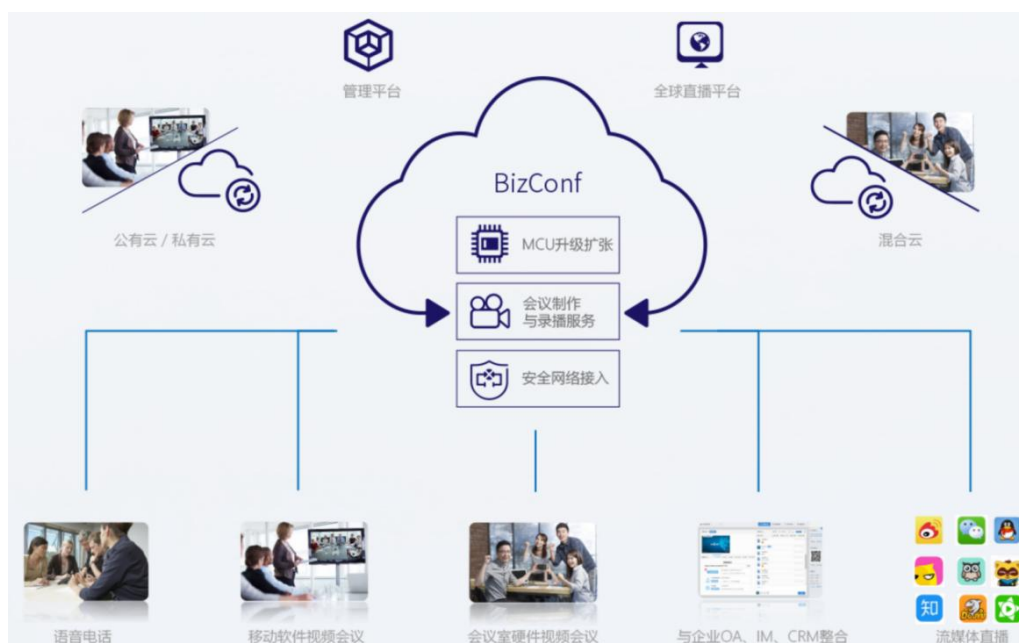 管理平台
全球直播平台
BizConf
公有云 / 私有云
混合云
MCU升级扩张
会议制作
与录播服务
安全网络接入
语音电话
移动软件视频会议
会议室硬件视频会议
与企业OA、IM、CRM整合
流媒体直播
知